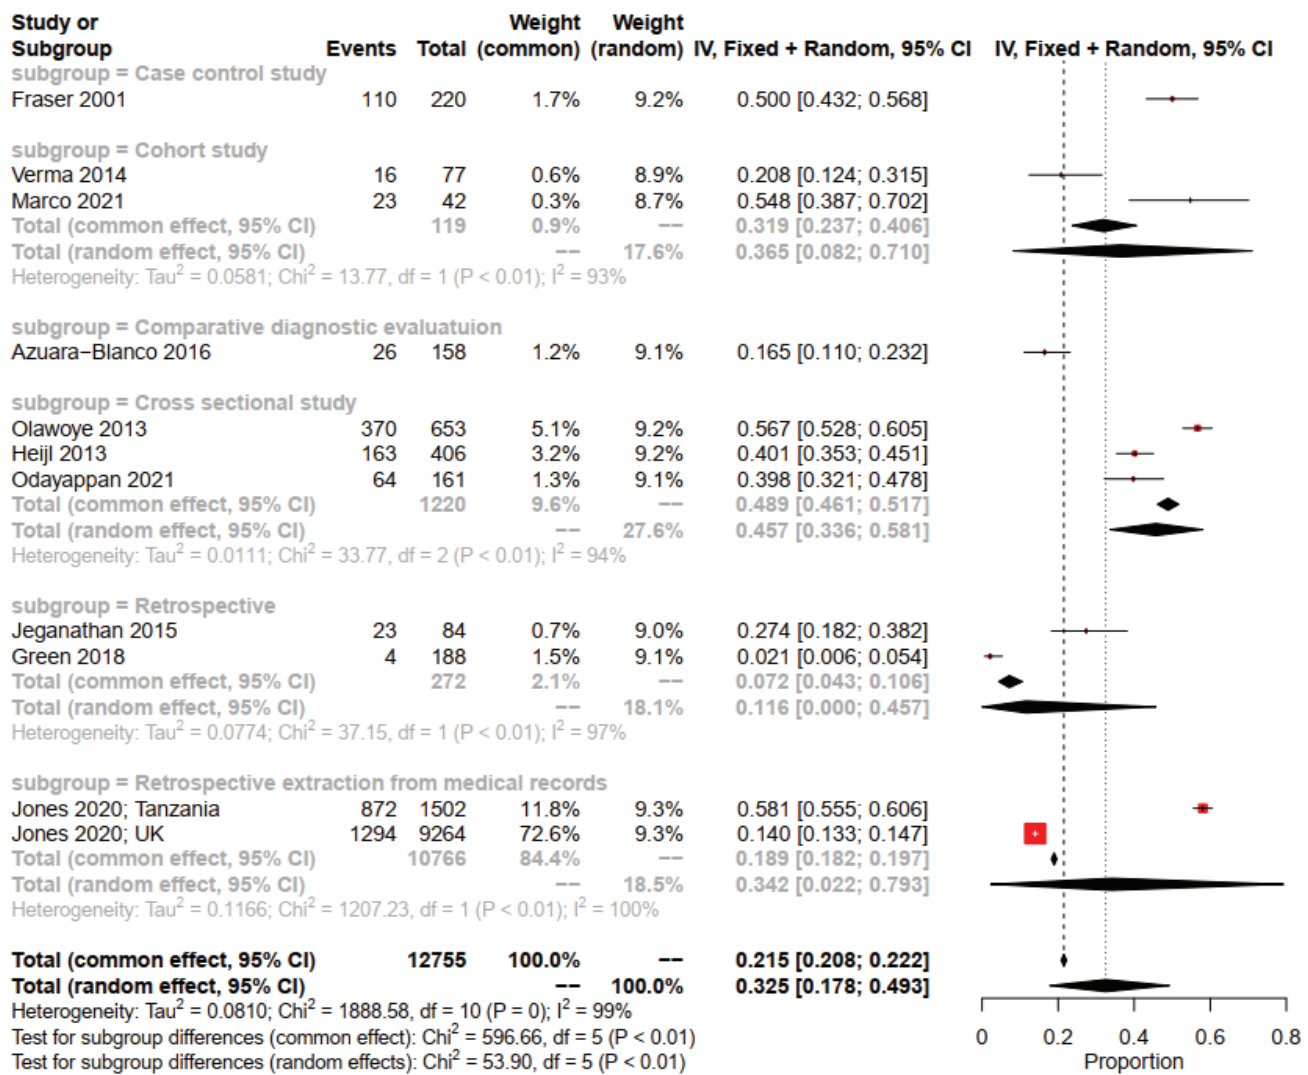 Study or Weight Weight
Subgroup Events Total (common) (random) IV, Fixed + Random, 95% CI IV, Fixed + Random, 95% CI
subgroup = Case control study
Fraser 2001 110 220 1.7% 9.2% 0.500 [0.432; 0.568]
subgroup = Cohort study
Verma 2014 16 77 0.6% 8.9% 0.208 [0.124; 0.315]
Marco 2021 23 42 0.3% 8.7% 0.548 [0.387; 0.702]
Total (common effect, 95% CI) 119 0.9% −− 0.319 [0.237; 0.406]
Total (random effect, 95% CI) −− 17.6% 0.365 [0.082; 0.710]
Heterogeneity: Tau² = 0.0581; Chi² = 13.77, df = 1 (P < 0.01); I² = 93%
subgroup = Comparative diagnostic evaluatuion
Azuara−Blanco 2016 26 158 1.2% 9.1% 0.165 [0.110; 0.232]
subgroup = Cross sectional study
Olawoye 2013 370 653 5.1% 9.2% 0.567 [0.528; 0.605]
Heijl 2013 163 406 3.2% 9.2% 0.401 [0.353; 0.451]
Odayappan 2021 64 161 1.3% 9.1% 0.398 [0.321; 0.478]
Total (common effect, 95% CI) 1220 9.6% −− 0.489 [0.461; 0.517]
Total (random effect, 95% CI) −− 27.6% 0.457 [0.336; 0.581]
Heterogeneity: Tau² = 0.0111; Chi² = 33.77, df = 2 (P < 0.01); I² = 94%
subgroup = Retrospective
Jeganathan 2015 23 84 0.7% 9.0% 0.274 [0.182; 0.382]
Green 2018 4 188 1.5% 9.1% 0.021 [0.006; 0.054]
Total (common effect, 95% CI) 272 2.1% −− 0.072 [0.043; 0.106]
Total (random effect, 95% CI) −− 18.1% 0.116 [0.000; 0.457]
Heterogeneity: Tau² = 0.0774; Chi² = 37.15, df = 1 (P < 0.01); I² = 97%
subgroup = Retrospective extraction from medical records
Jones 2020; Tanzania 872 1502 11.8% 9.3% 0.581 [0.555; 0.606]
Jones 2020; UK 1294 9264 72.6% 9.3% 0.140 [0.133; 0.147]
Total (common effect, 95% CI) 10766 84.4% −− 0.189 [0.182; 0.197]
Total (random effect, 95% CI) −− 18.5% 0.342 [0.022; 0.793]
Heterogeneity: Tau² = 0.1166; Chi² = 1207.23, df = 1 (P < 0.01); I² = 100%
Total (common effect, 95% CI) 12755 100.0% −− 0.215 [0.208; 0.222]
Total (random effect, 95% CI) −− 100.0% 0.325 [0.178; 0.493]
Heterogeneity: Tau² = 0.0810; Chi² = 1888.58, df = 10 (P = 0); I² = 99%
Test for subgroup differences (common effect): Chi² = 596.66, df = 5 (P < 0.01)
Test for subgroup differences (random effects): Chi² = 53.90, df = 5 (P < 0.01)
0 0.2 0.4 0.6 0.8
Proportion